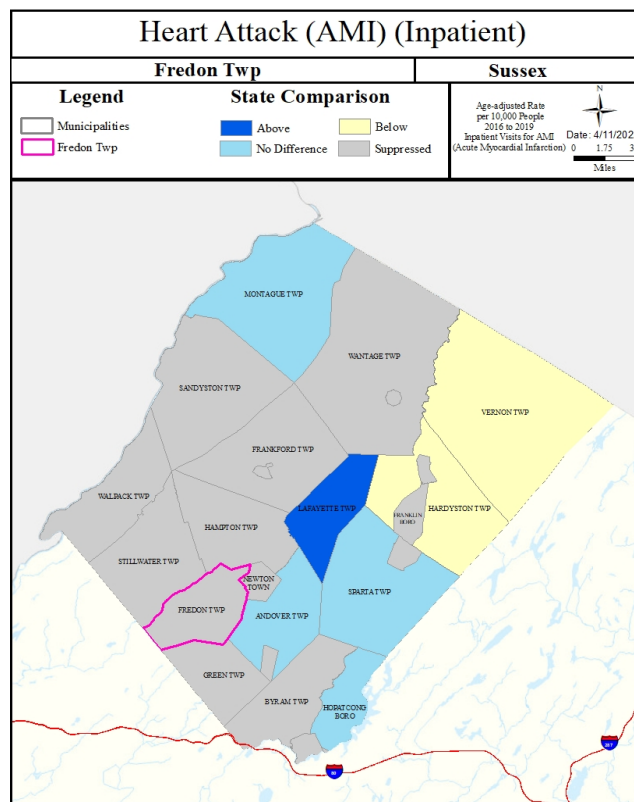 Heart Attack (AMI) (Inpatient)
Fredon Twp
Sussex
Legend
Municipalities
Fredon Twp
State Comparison
Above
Below
No Difference
Suppressed
Age-adjusted Rate
per 10,000 People
2016 to 2019
Inpatient Visits for AMI
(Acute Myocardial Infarction)
N
Date: 4/11/202
0 1.75 3
Miles
MONTAGUE TWP
WANTAGE TWP
SANDYSTON TWP
VERNON TWP
FRANKFORD TWP
WALPACK TWP
LAFAYETTE TWP
HARDYSTON TWP
FRANKLIN
BORO
HAMPTON TWP
STILLWATER TWP
NEWTON
TOWN
SPARTA TWP
FREDON TWP
ANDOVER TWP
GREEN TWP
BYRAM TWP
HOPATCONG
BORO
80